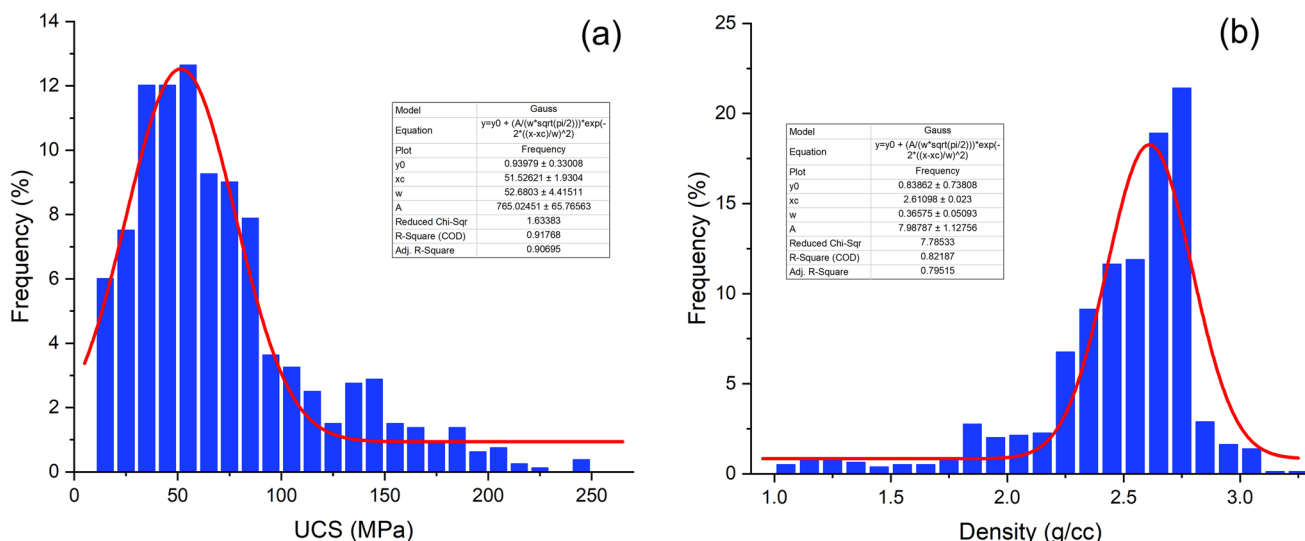 (a)
14
12
10
8
6
4
2
0
Frequency (%)
0 50 100 150 200 250
UCS (MPa)
Model Gauss
Equation y=y0 + (A/(w*sqrt(pi/2)))*exp(-
2*((x-xc)/w)^2)
Plot Frequency
y0 0.93979 ± 0.33008
xc 51.52621 ± 1.9304
w 52.6803 ± 4.41511
A 765.02451 ± 65.76563
Reduced Chi-Sqr 1.63383
R-Square (COD) 0.91768
Adj. R-Square 0.90695
(b)
25
20
15
10
5
0
Frequency (%)
1.0 1.5 2.0 2.5 3.0
Density (g/cc)
Model Gauss
Equation y=y0 + (A/(w*sqrt(pi/2)))*exp(-
2*((x-xc)/w)^2)
Plot Frequency
y0 0.83862 ± 0.73808
xc 2.61098 ± 0.023
w 0.36575 ± 0.05093
A 7.98787 ± 1.12756
Reduced Chi-Sqr 7.78533
R-Square (COD) 0.82187
Adj. R-Square 0.79515